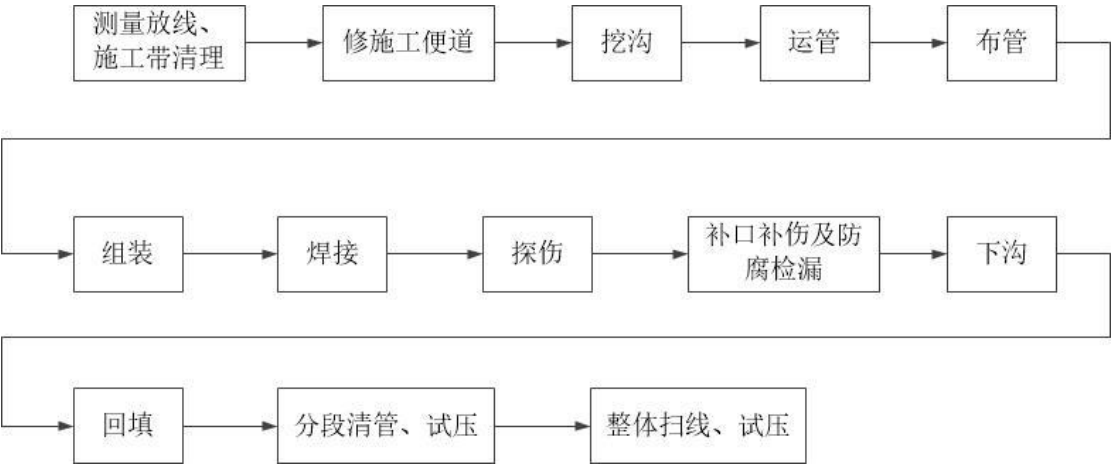 测量放线、
施工带清理
修施工便道
挖沟
运管
布管
组装
焊接
探伤
补口补伤及防
腐检漏
下沟
回填
分段清管、试压
整体扫线、试压